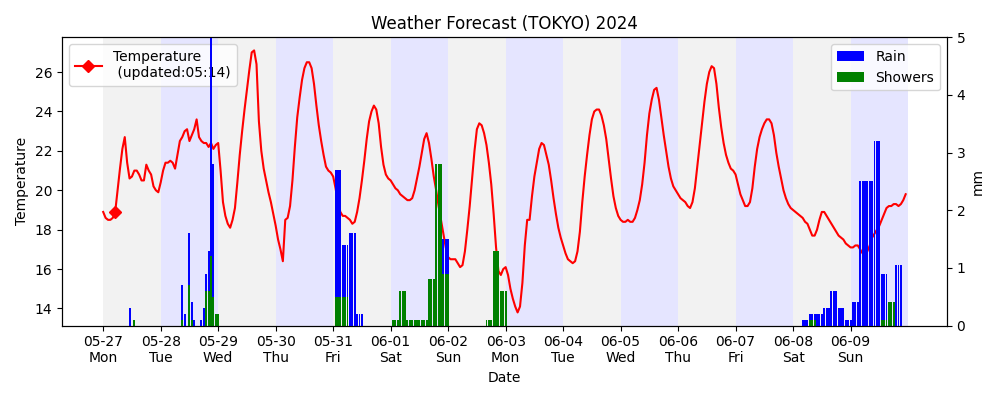 Weather Forecast (TOKYO) 2024
Temperature
(updated:05:14)
Rain
Showers
Temperature
26
24
22
20
18
16
14
5
4
3
2
1
0
mm
05-27 05-28 05-29 05-30 05-31 06-01 06-02 06-03 06-04 06-05 06-06 06-07 06-08 06-09
Mon Tue Wed Thu Fri Sat Sun Mon Tue Wed Thu Fri Sat Sun
Date